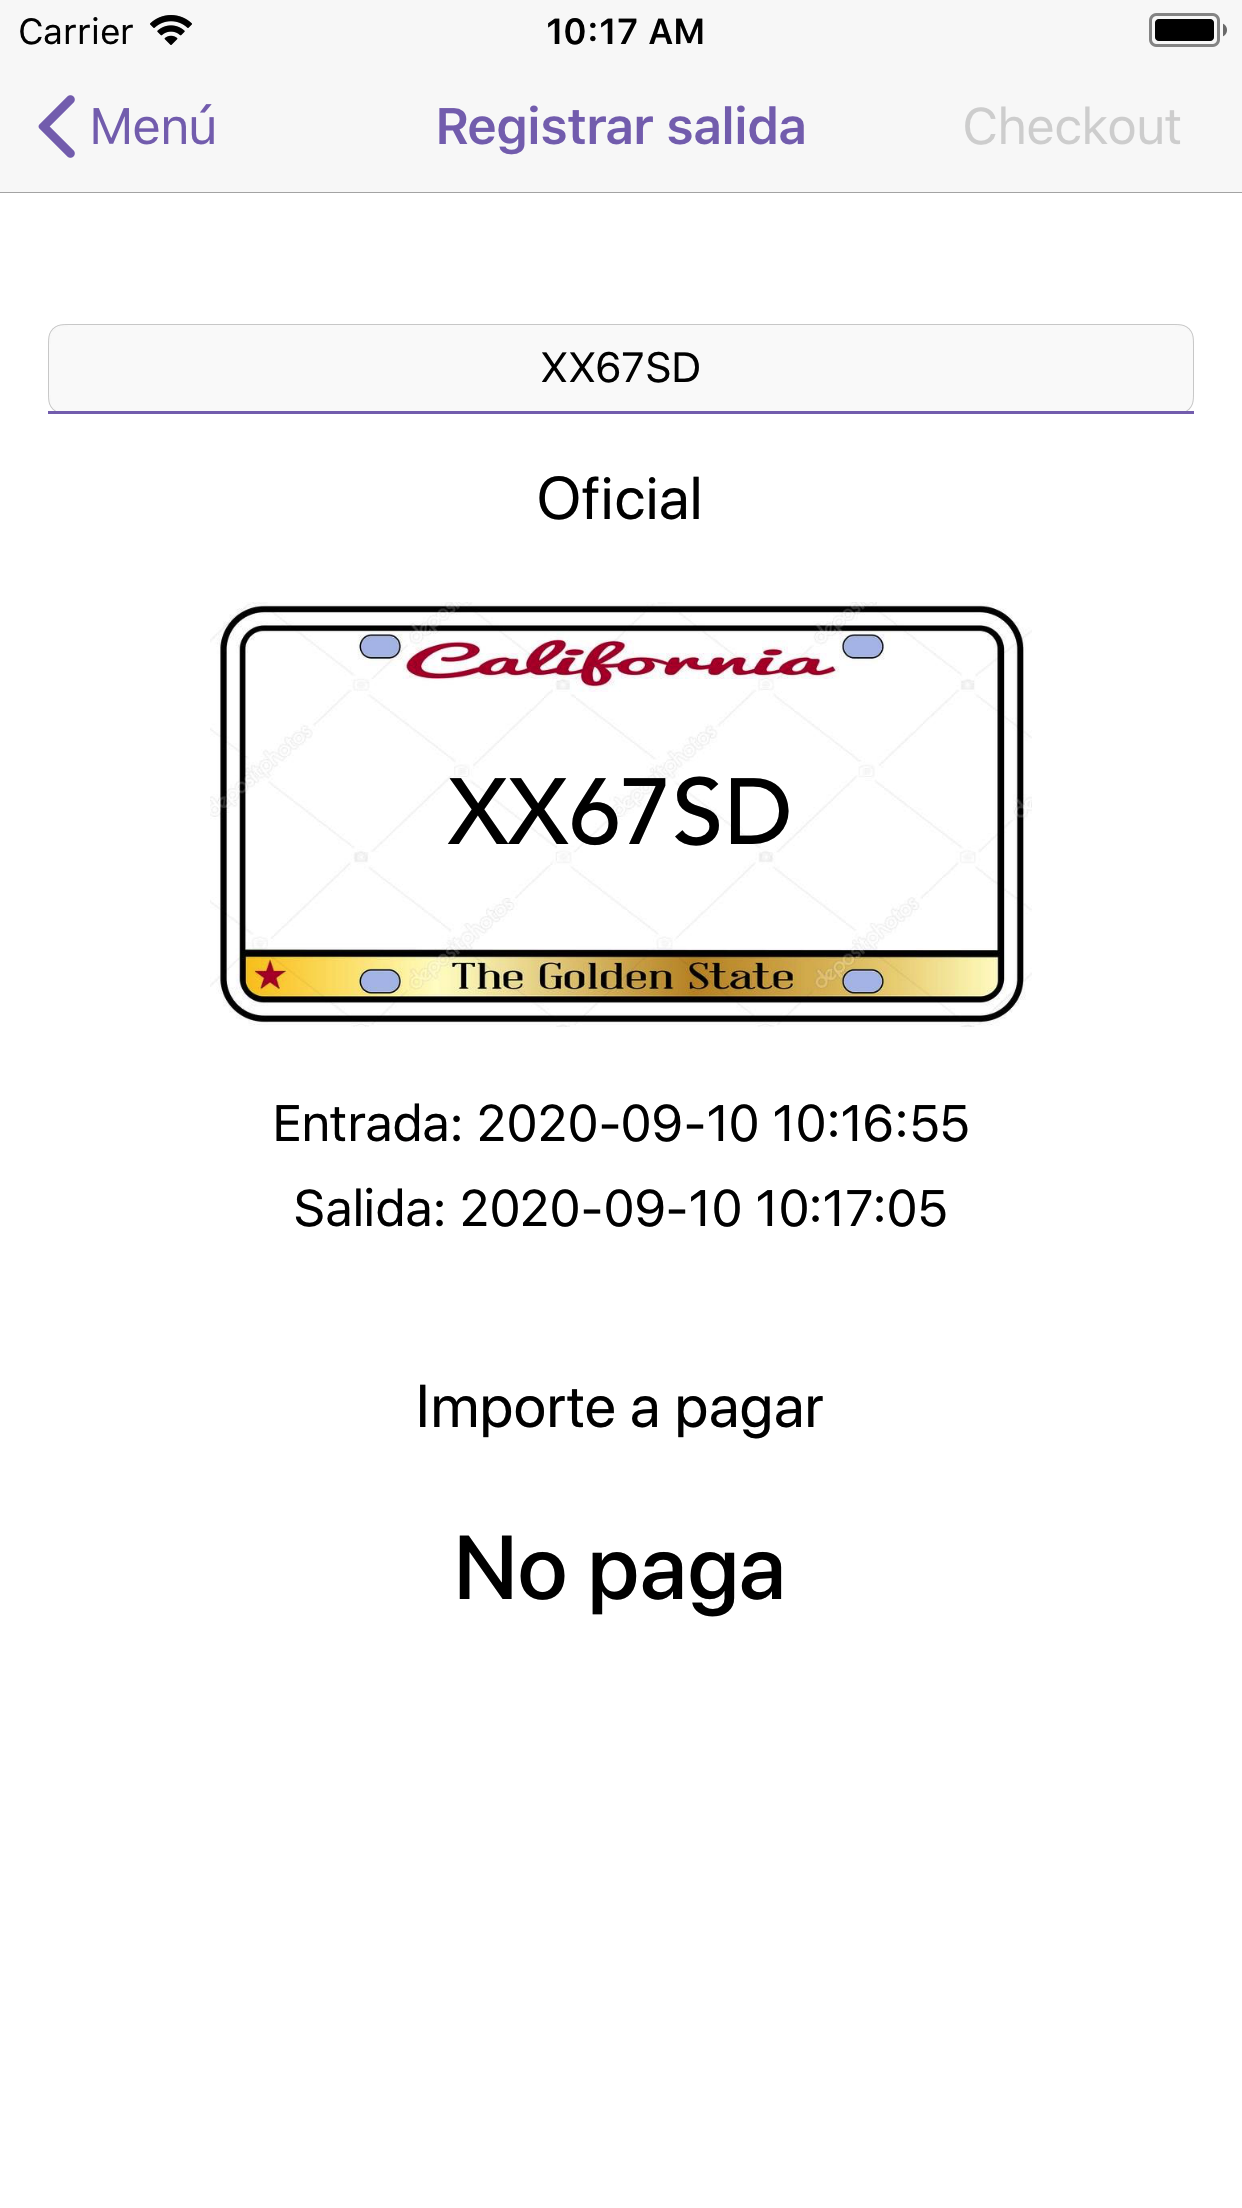 Carrier 10:17 AM
Menú Registrar salida Checkout
XX67SD
Oficial
California
XX67SD
The Golden State
Entrada: 2020-09-10 10:16:55
Salida: 2020-09-10 10:17:05
Importe a pagar
No paga